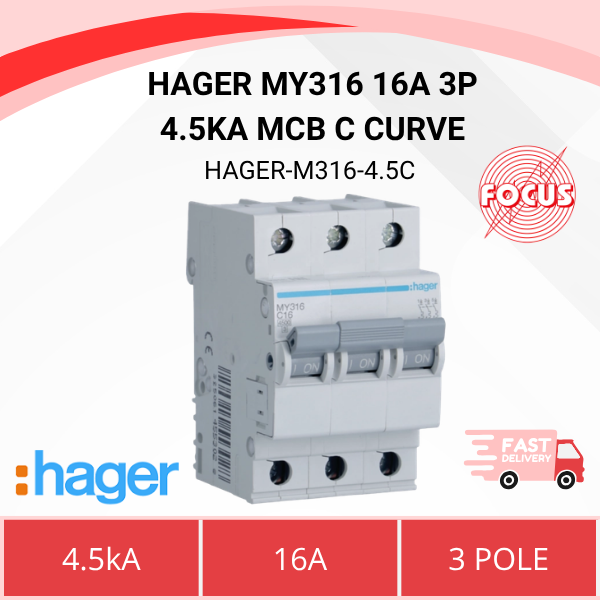 HAGER MY316 16A 3P
4.5KA MCB C CURVE
HAGER-M316-4.5C
FOCUS
:hager
MY316
C16
I ON I ON I ON
CE
:hager
FAST
DELIVERY
4.5kA
16A
3 POLE